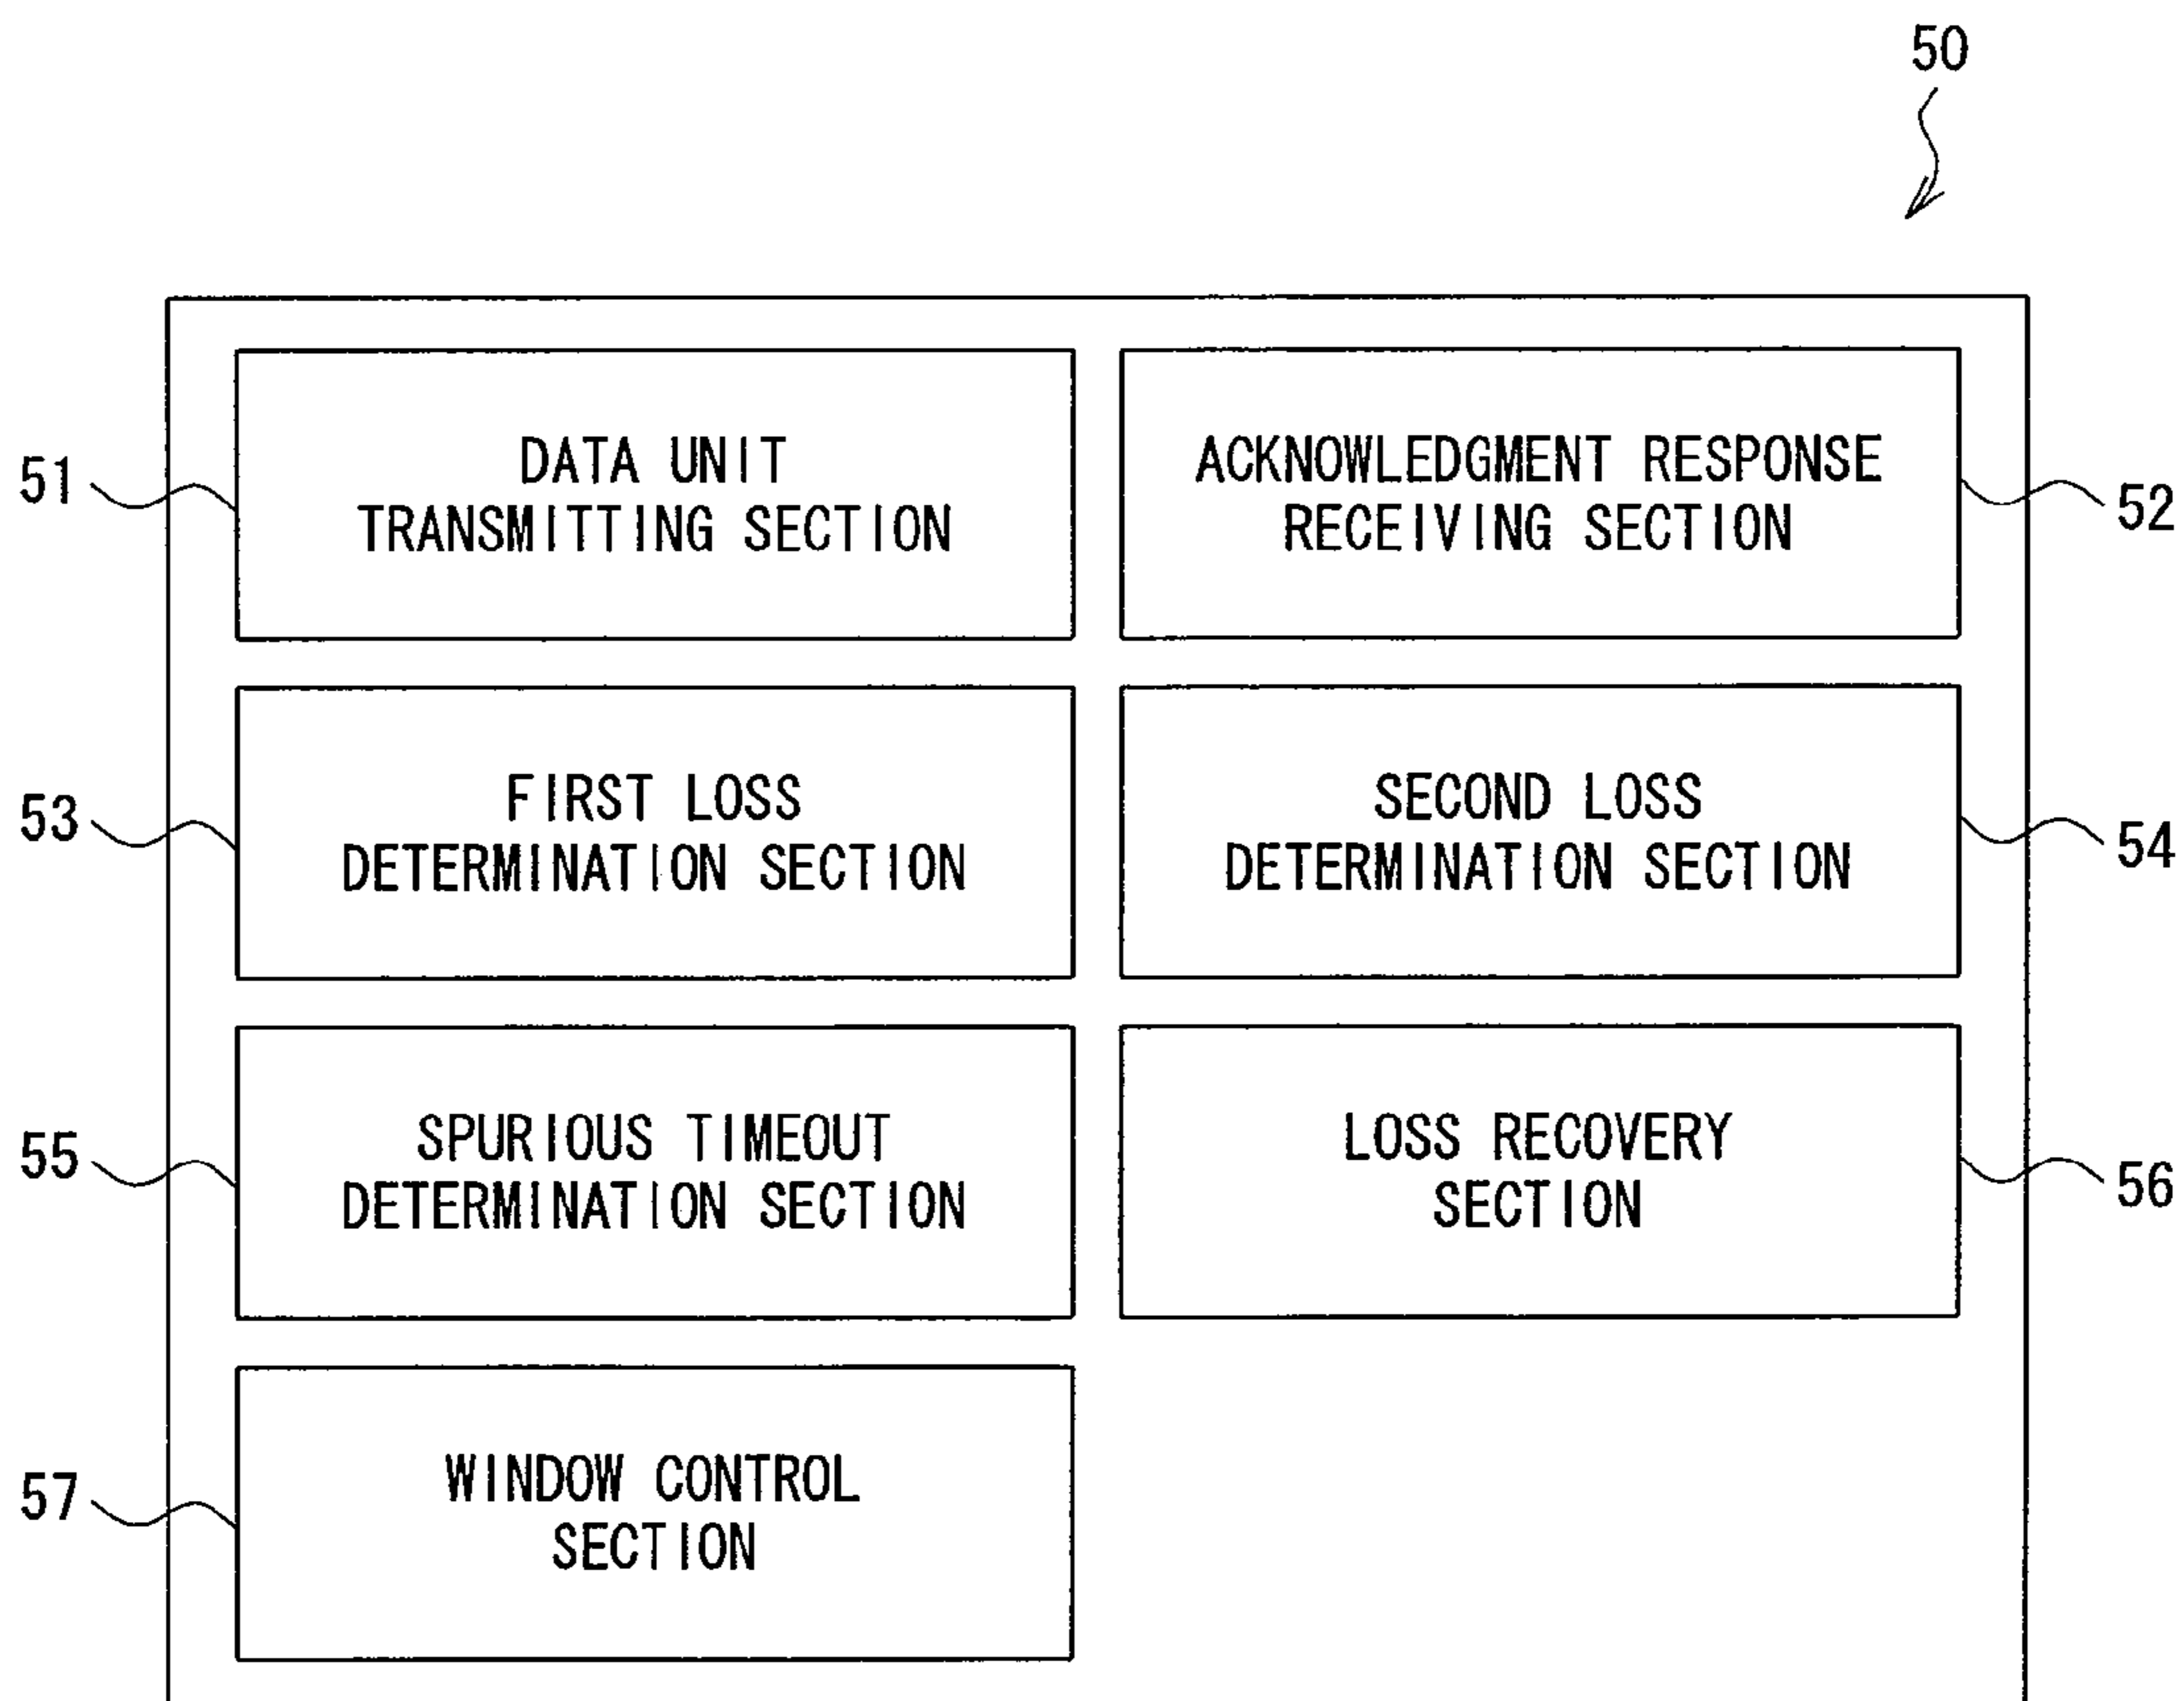 50
51
DATA UNIT
TRANSMITTING SECTION
ACKNOWLEDGMENT RESPONSE
RECEIVING SECTION
52
53
FIRST LOSS
DETERMINATION SECTION
SECOND LOSS
DETERMINATION SECTION
54
55
SPURIOUS TIMEOUT
DETERMINATION SECTION
LOSS RECOVERY
SECTION
56
57
WINDOW CONTROL
SECTION